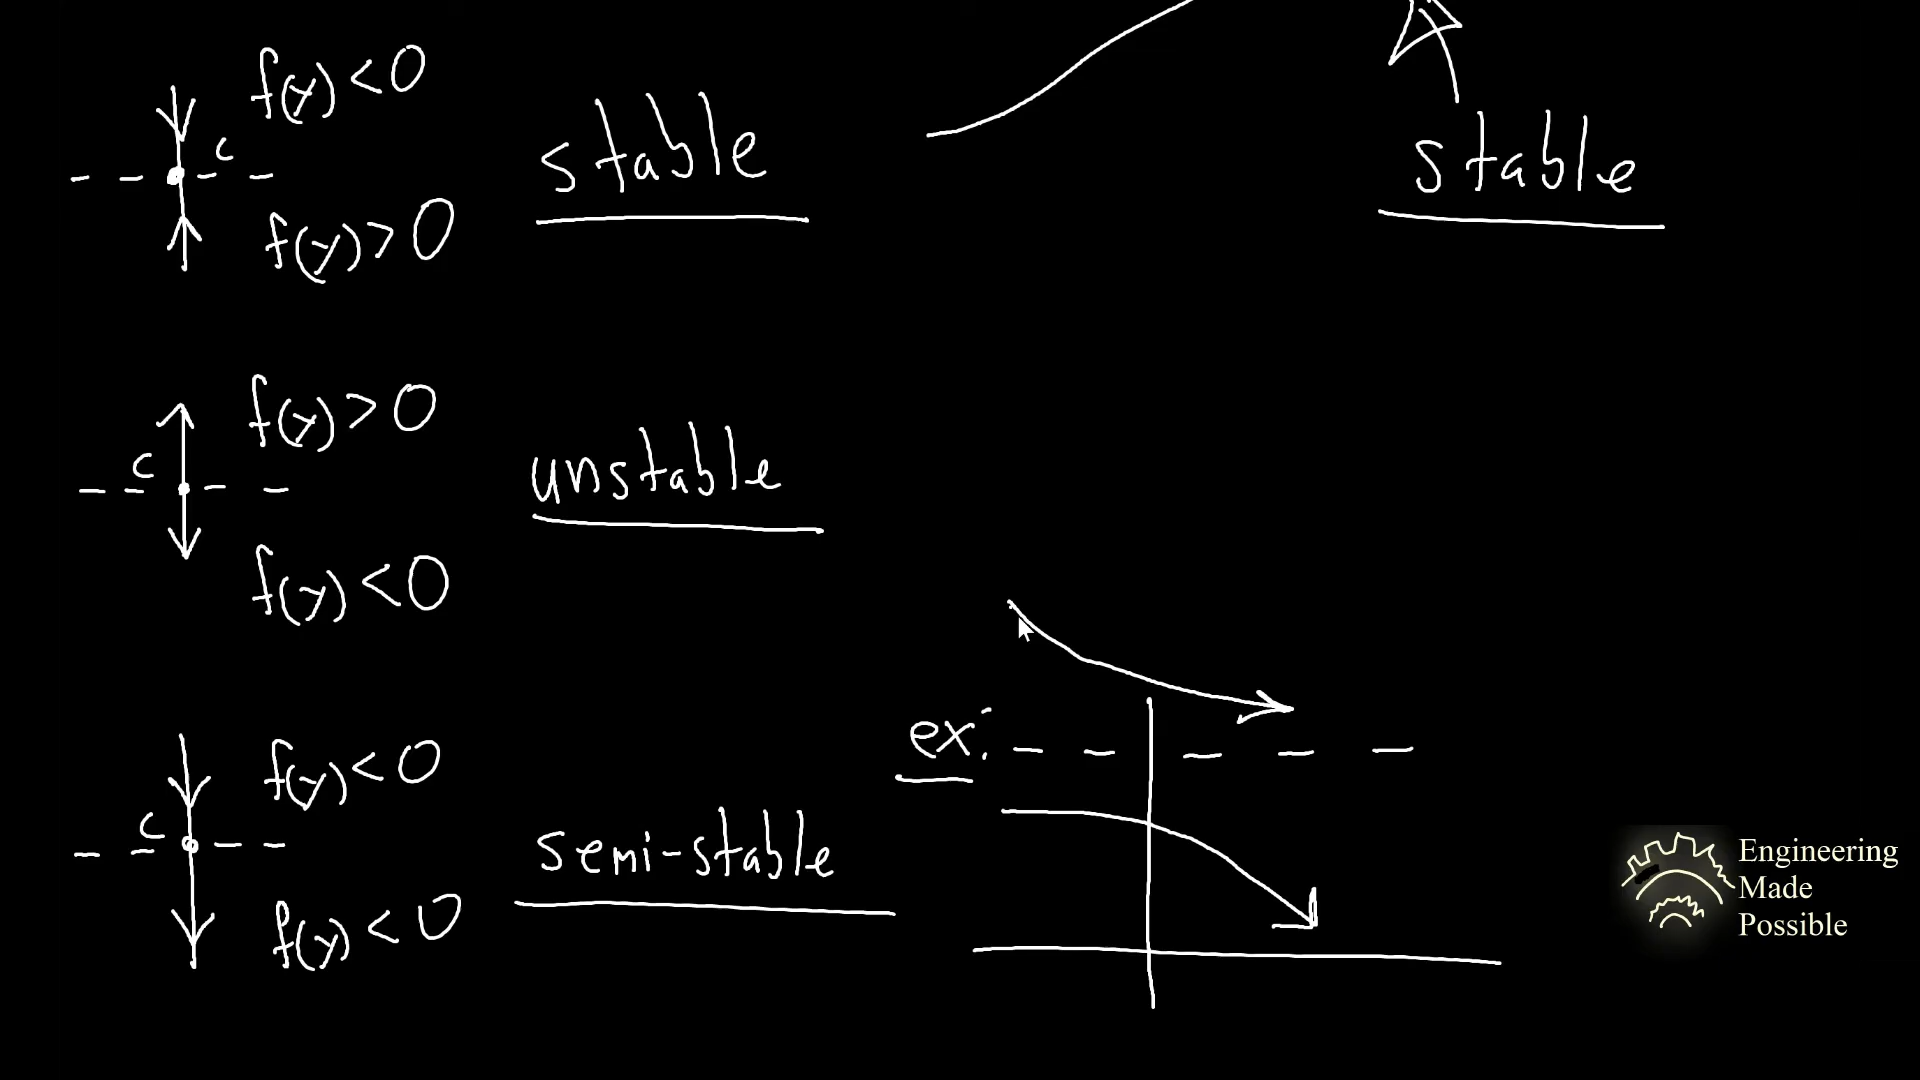 f(y)<0
c
stable
f(y)>0
stable
f(y)>0
c
unstable
f(y)<0
ex:
f(y)<0
c
semi-stable
f(y)<0
Engineering
Made
Possible